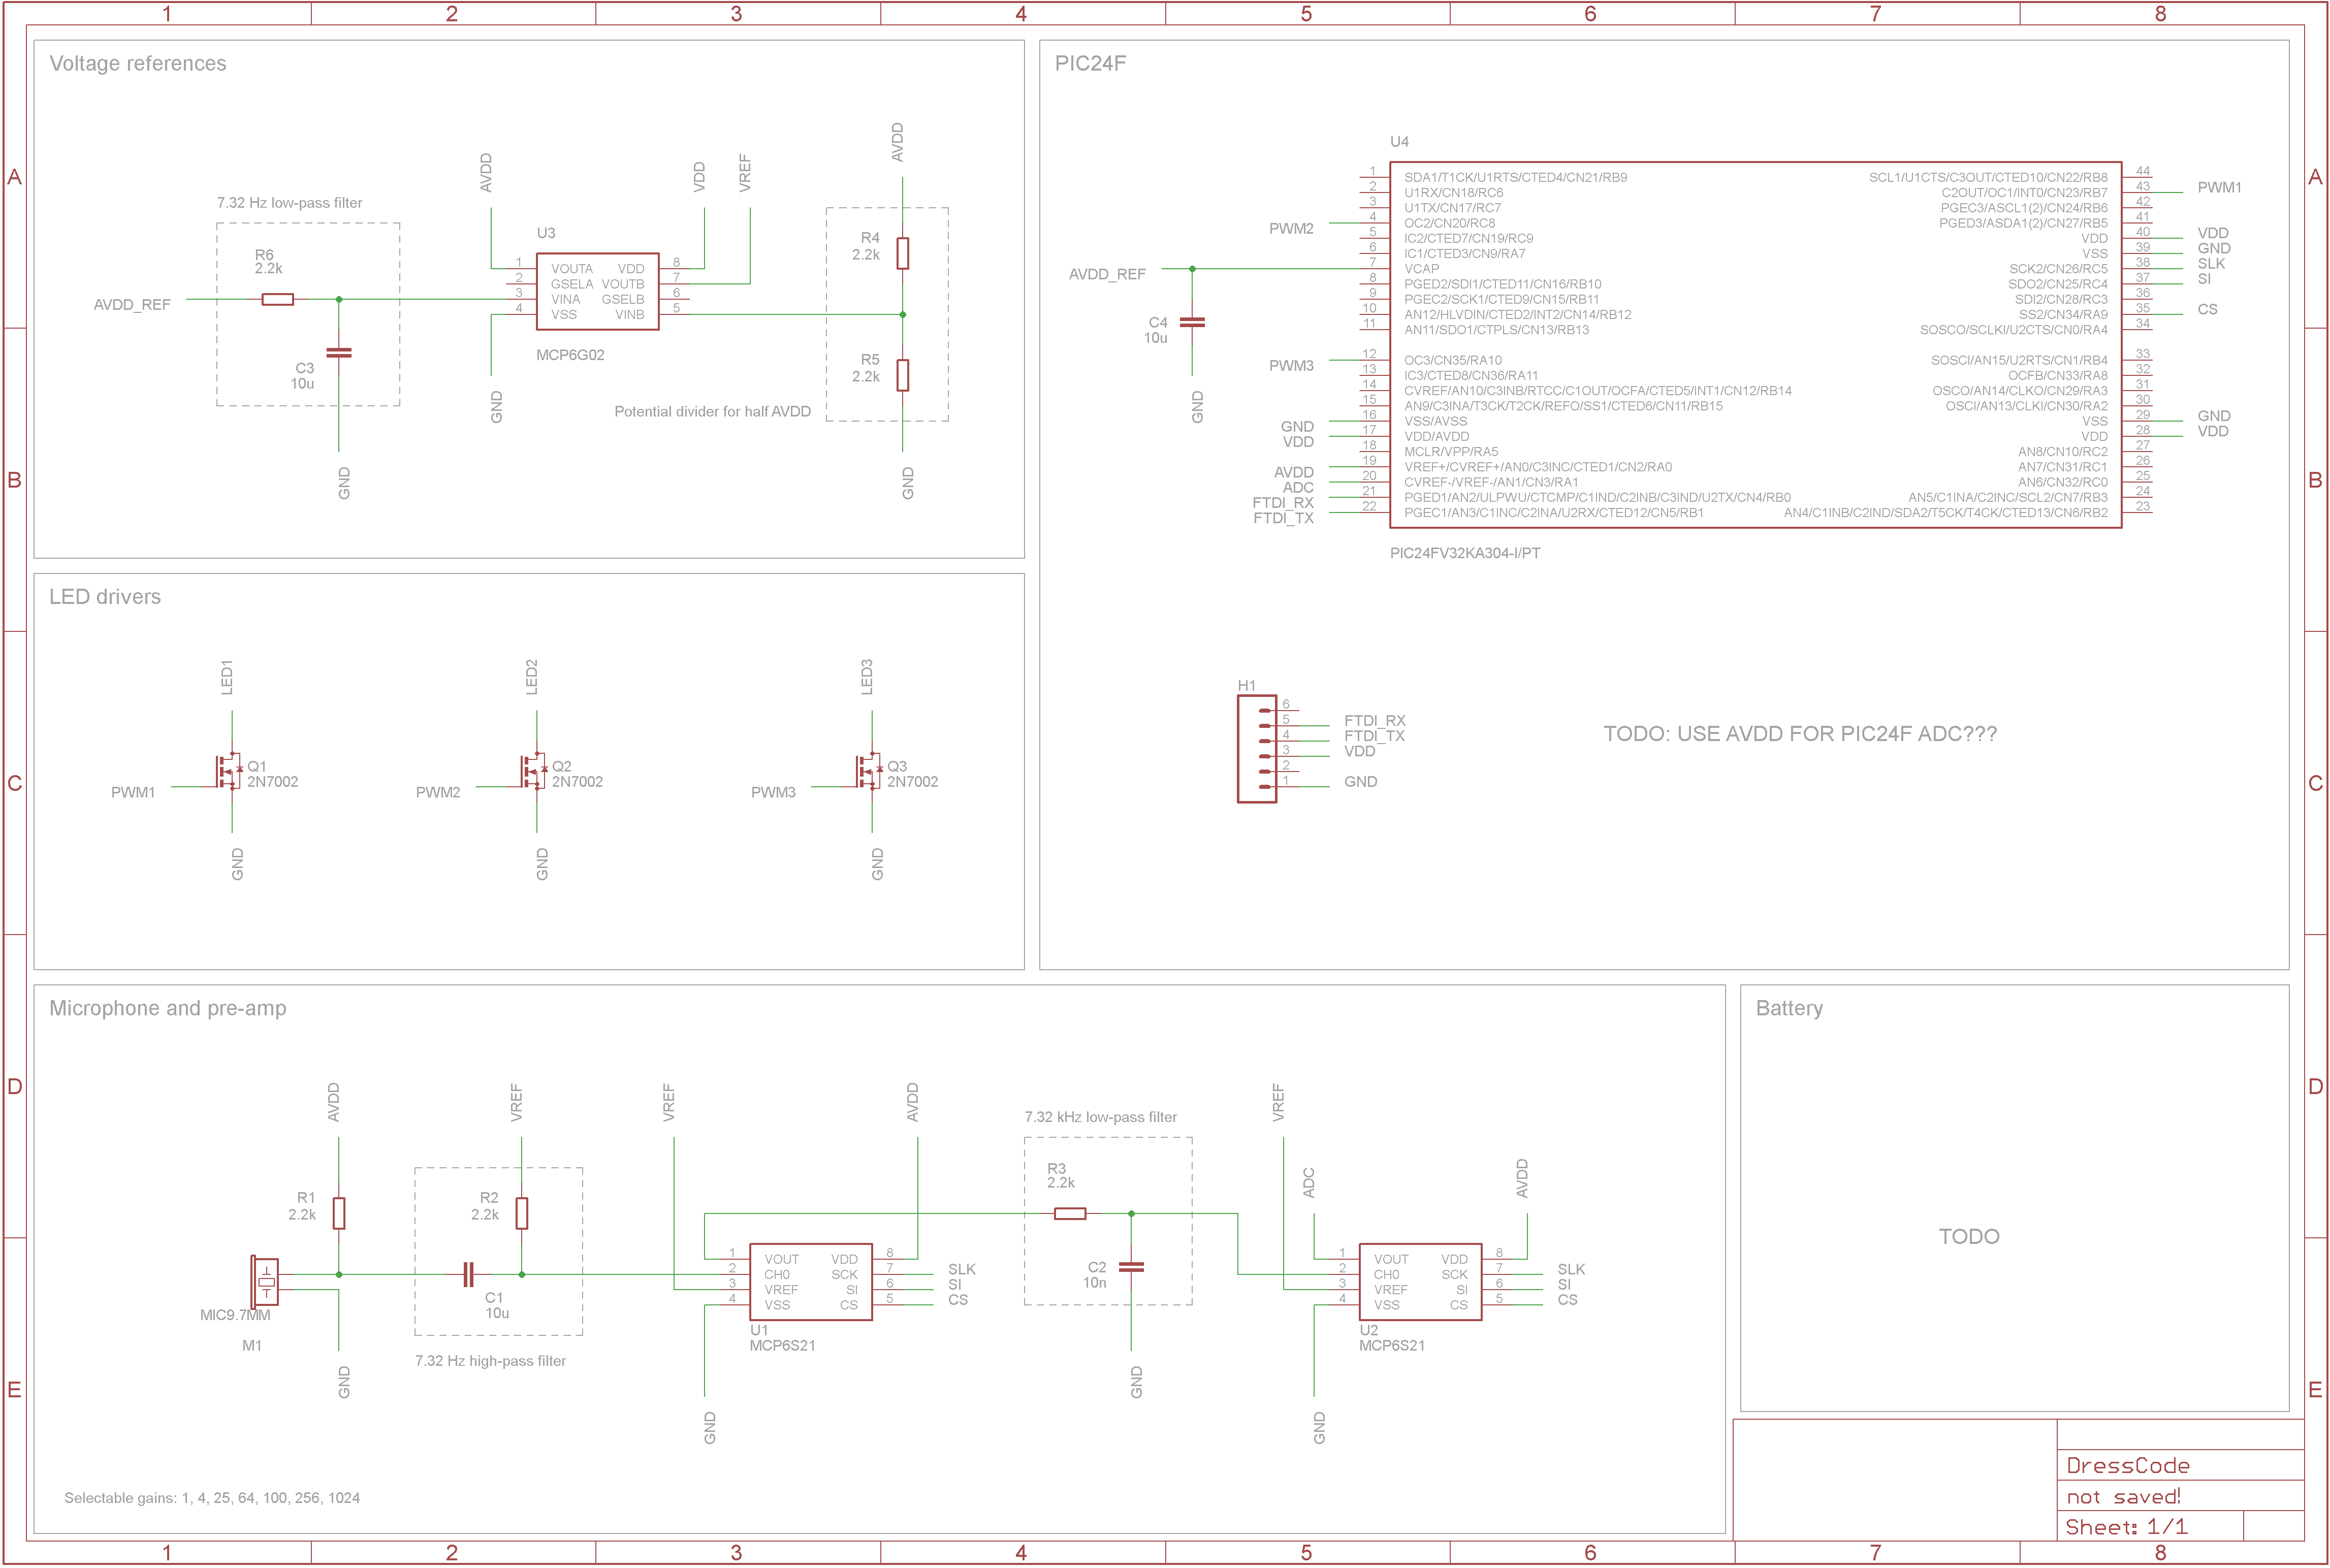 1 2 3 4 5 6 7 8
A A
B B
C C
D D
E E
Voltage references
7.32 Hz low-pass filter
AVDD_REF
R6
2.2k
C3
10u
GND
AVDD
U3
1 VOUTA VDD 8
2 GSELA VOUTB 7
3 VINA GSELB 6
4 VSS VINB 5
MCP6G02
GND
VDD
VREF
AVDD
R4
2.2k
R5
2.2k
Potential divider for half AVDD
GND
LED drivers
LED1
PWM1
Q1
2N7002
GND
LED2
PWM2
Q2
2N7002
GND
LED3
PWM3
Q3
2N7002
GND
PIC24F
U4
1 SDA1/T1CK/U1RTS/CTED4/CN21/RB9
2 U1RX/CN18/RC6
3 U1TX/CN17/RC7
PWM2 4 OC2/CN20/RC8
5 IC2/CTED7/CN19/RC9
6 IC1/CTED3/CN9/RA7
AVDD_REF 7 VCAP
8 PGED2/SDI1/CTED11/CN16/RB10
9 PGEC2/SCK1/CTED9/CN15/RB11
10 AN12/HLVDIN/CTED2/INT2/CN14/RB12
11 AN11/SDO1/CTPLS/CN13/RB13
PWM3 12 OC3/CN35/RA10
13 IC3/CTED8/CN36/RA11
14 CVREF/AN10/C3INB/RTCC/C1OUT/OCFA/CTED5/INT1/CN12/RB14
15 AN9/C3INA/T3CK/T2CK/REFO/SS1/CTED6/CN11/RB15
GND 16 VSS/AVSS
VDD 17 VDD/AVDD
18 MCLR/VPP/RA5
AVDD 19 VREF+/CVREF+/AN0/C3INC/CTED1/CN2/RA0
ADC 20 CVREF-/VREF-/AN1/CN3/RA1
FTDI_RX 21 PGED1/AN2/ULPWU/CTCMP/C1IND/C2INB/C3IND/U2TX/CN4/RB0
FTDI_TX 22 PGEC1/AN3/C1INC/C2INA/U2RX/CTED12/CN5/RB1
SCL1/U1CTS/C3OUT/CTED10/CN22/RB8 44
C2OUT/OC1/INT0/CN23/RB7 43 PWM1
PGEC3/ASCL1(2)/CN24/RB6 42
PGED3/ASDA1(2)/CN27/RB5 41
VDD 40 VDD
VSS 39 GND
SCK2/CN26/RC5 38 SLK
SDO2/CN25/RC4 37 SI
SDI2/CN28/RC3 36
SS2/CN34/RA9 35 CS
SOSCO/SCLKI/U2CTS/CN0/RA4 34
SOSCI/AN15/U2RTS/CN1/RB4 33
OCFB/CN33/RA8 32
OSCO/AN14/CLKO/CN29/RA3 31
OSCI/AN13/CLKI/CN30/RA2 30
VSS 29 GND
VDD 28 VDD
AN8/CN10/RC2 27
AN7/CN31/RC1 26
AN6/CN32/RC0 25
AN5/C1INA/C2INC/SCL2/CN7/RB3 24
AN4/C1INB/C2IND/SDA2/T5CK/T4CK/CTED13/CN6/RB2 23
PIC24FV32KA304-I/PT
C4
10u
GND
H1
6
5 FTDI_RX
4 FTDI_TX
3 VDD
2
1 GND
TODO: USE AVDD FOR PIC24F ADC???
Microphone and pre-amp
AVDD
R1
2.2k
MIC9.7MM
M1
GND
VREF
R2
2.2k
C1
10u
7.32 Hz high-pass filter
VREF
AVDD
1 VOUT VDD 8
2 CH0 SCK 7 SLK
3 VREF SI 6 SI
4 VSS CS 5 CS
U1
MCP6S21
GND
7.32 kHz low-pass filter
R3
2.2k
C2
10n
GND
VREF
ADC
AVDD
1 VOUT VDD 8
2 CH0 SCK 7 SLK
3 VREF SI 6 SI
4 VSS CS 5 CS
U2
MCP6S21
GND
Selectable gains: 1, 4, 25, 64, 100, 256, 1024
Battery
TODO
DressCode
not saved!
Sheet: 1/1
1 2 3 4 5 6 7 8